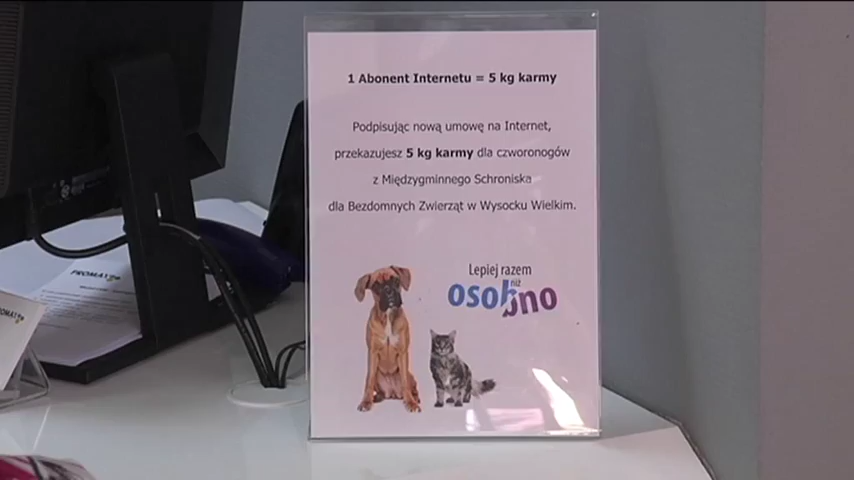 1 Abonent Internetu = 5 kg karmy
Podpisując nową umowę na Internet,
przekazujesz 5 kg karmy dla czworonogów
z Międzygminnego Schroniska
dla Bezdomnych Zwierząt w Wysocku Wielkim.
Lepiej razem
niż
osobno